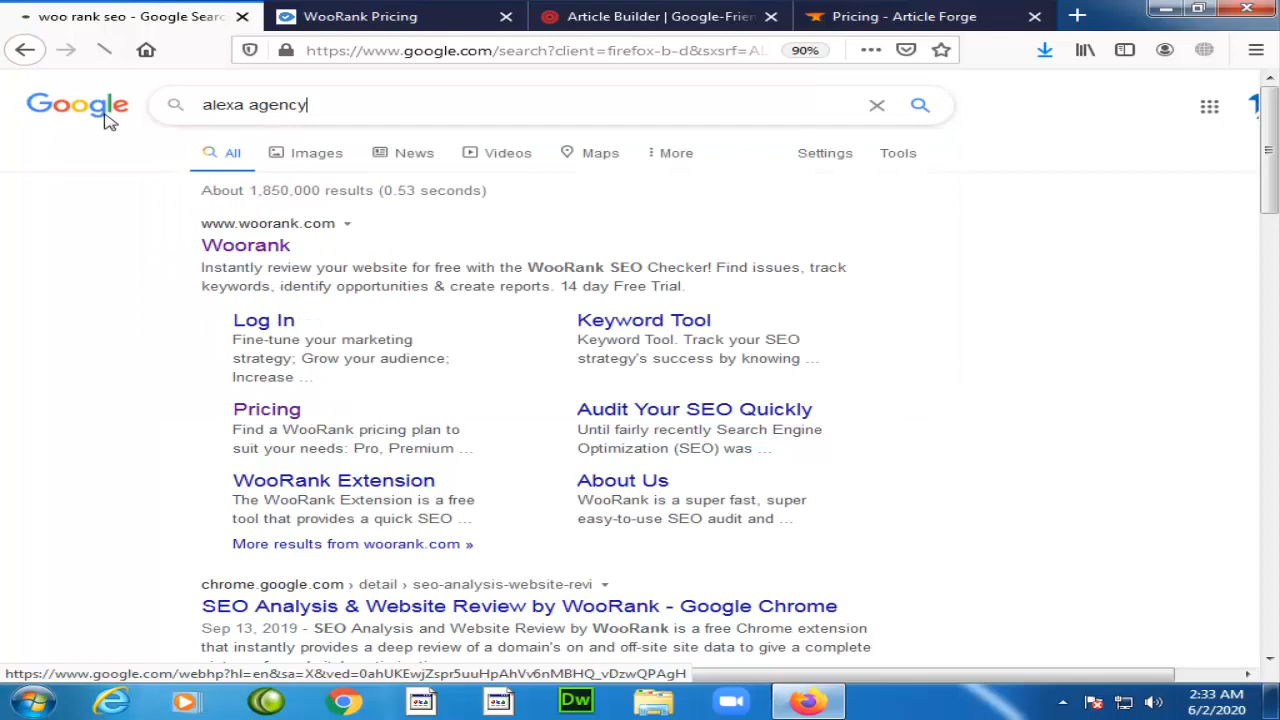 woo rank seo - Google Sear
WooRank Pricing
Article Builder | Google-Frien
Pricing - Article Forge
https://www.google.com/search?client=firefox-b-d&sxsrf=AL
90%
Google
alexa agency
All
Images
News
Videos
Maps
More
Settings
Tools
About 1,850,000 results (0.53 seconds)
www.woorank.com
Woorank
Instantly review your website for free with the WooRank SEO Checker! Find issues, track
keywords, identify opportunities & create reports. 14 day Free Trial.
Log In
Fine-tune your marketing
strategy; Grow your audience;
Increase ...
Keyword Tool
Keyword Tool. Track your SEO
strategy's success by knowing ...
Pricing
Find a WooRank pricing plan to
suit your needs: Pro, Premium ...
Audit Your SEO Quickly
Until fairly recently Search Engine
Optimization (SEO) was ...
WooRank Extension
The WooRank Extension is a free
tool that provides a quick SEO ...
About Us
WooRank is a super fast, super
easy-to-use SEO audit and ...
More results from woorank.com »
chrome.google.com › detail › seo-analysis-website-revi
SEO Analysis & Website Review by WooRank - Google Chrome
Sep 13, 2019 - SEO Analysis and Website Review by WooRank is a free Chrome extension
that instantly provides a deep review of a domain's on and off-site site data to give a complete
https://www.google.com/webhp?hl=en&sa=X&ved=0ahUKEwjZspr5uuHpAhVv6nMBHQ_vDzwQPAgH
Dw
2:33 AM
6/2/2020